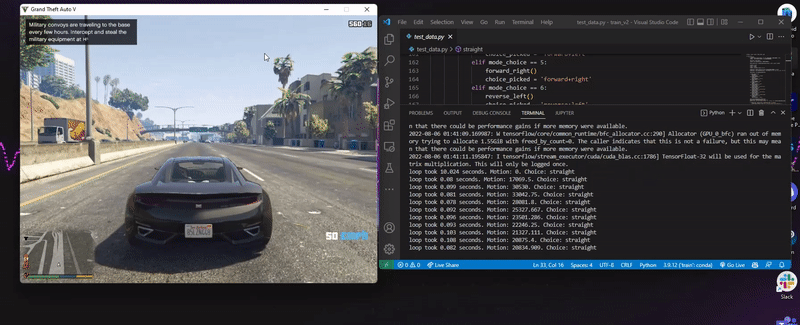 Grand Theft Auto V
Military convoys are traveling to the base
every few hours. Intercept and steal the
military equipment at
File Edit Selection View Go Run Terminal Help
test_data.py - train_v2 - Visual Studio Code
test_data.py
test_data.py > straight
162 elif mode_choice == 5:
163 forward_right()
164 choice_picked = 'forward+right'
165 elif mode_choice == 6:
166 reverse_left()
PROBLEMS OUTPUT DEBUG CONSOLE TERMINAL
Python
n that there could be performance gains if more memory were available.
2022-08-06 01:41:09.169987: W tensorflow/core/common_runtime/bfc_allocator.cc:290] Allocator (GPU_0_bfc) ran out of mem
ory trying to allocate 1.55GiB with freed_by_count=0. The caller indicates that this is not a failure, but this may mea
n that there could be performance gains if more memory were available.
2022-08-06 01:41:11.195847: I tensorflow/stream_executor/cuda/cuda_blas.cc:1786] TensorFloat-32 will be used for the ma
trix multiplication. This will only be logged once.
loop took 10.024 seconds. Motion: 0. Choice: straight
loop took 0.08 seconds. Motion: 17069.5. Choice: straight
loop took 0.099 seconds. Motion: 30530. Choice: straight
loop took 0.081 seconds. Motion: 33042.75. Choice: straight
loop took 0.078 seconds. Motion: 28081.8. Choice: straight
loop took 0.092 seconds. Motion: 25327.667. Choice: straight
loop took 0.096 seconds. Motion: 23501.286. Choice: straight
loop took 0.093 seconds. Motion: 22246.25. Choice: straight
loop took 0.103 seconds. Motion: 21327.111. Choice: straight
loop took 0.108 seconds. Motion: 20875.4. Choice: straight
loop took 0.082 seconds. Motion: 20834.909. Choice: straight
0 0 Live Share
Ln 33, Col 16 Spaces: 4 UTF-8 CRLF Python 3.9.12 ('train': conda) Go Live
Slack